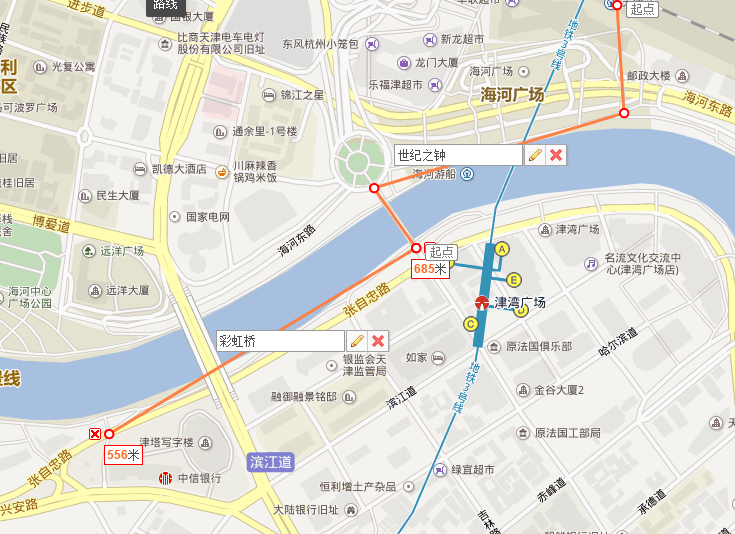 路线
进步道
国银大厦
比商天津电车电灯
股份有限公司旧址
东风杭州小笼包
新龙广场
龙门大厦
乐福津超市
海河广场
海河广场
地铁3号线
起点
邮政大楼
海河东路
光复公寓
马可波罗广场
锦江之星
通余里-1号楼
川麻辣香
锅鸡米饭
凯德大酒店
民生大厦
国家电网
世纪之钟
海河游船
海河东路
博爱道
远洋广场
远洋大厦
海河中心
广场公园
起点
685米
张自忠路
津湾广场
名流文化交流中
心(津湾广场店)
A
E
D
C
津湾广场
彩虹桥
银监会天
津监管局
如家
原法国俱乐部
哈尔滨道
融御融景铭邸
滨江道
地铁3号线
金谷大厦2
原法国工部局
556米
津塔写字楼
中信银行
滨江道
张自忠路
兴安路
恒利增土产杂品
大陆银行旧址
绿宜超市
吉林路
赤峰道
承德道